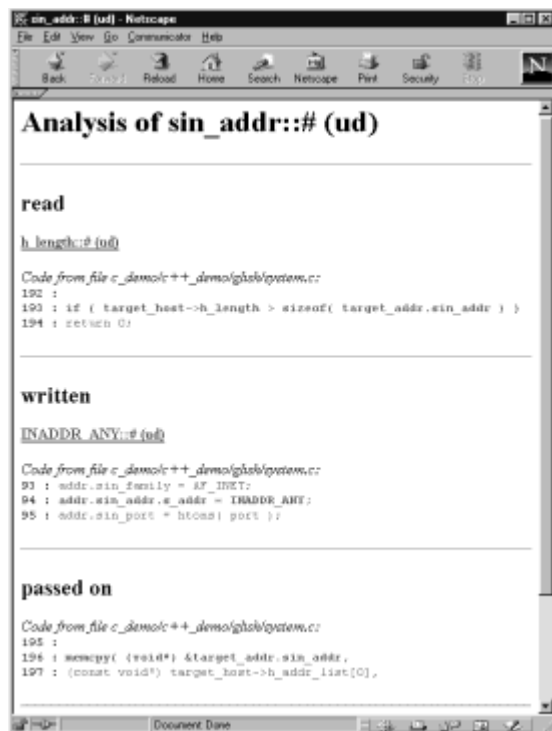 sin_addr::# (ud) - Netscape
File Edit View Go Communicator Help
Back Forward Reload Home Search Netscape Print Security Stop
N
Analysis of sin_addr::# (ud)
read
h_length::# (ud)
Code from file c_demo/c++_demo/ghsh/system.c:
192 :
193 : if ( target_host->h_length > sizeof( target_addr.sin_addr ) )
194 : return 0;
written
INADDR_ANY::# (ud)
Code from file c_demo/c++_demo/ghsh/system.c:
93 : addr.sin_family = AF_INET;
94 : addr.sin_addr.s_addr = INADDR_ANY;
95 : addr.sin_port = htons( port );
passed on
Code from file c_demo/c++_demo/ghsh/system.c:
195 :
196 : memcpy( (void*) &target_addr.sin_addr,
197 : (const void*) target_host->h_addr_list[0],
Document: Done